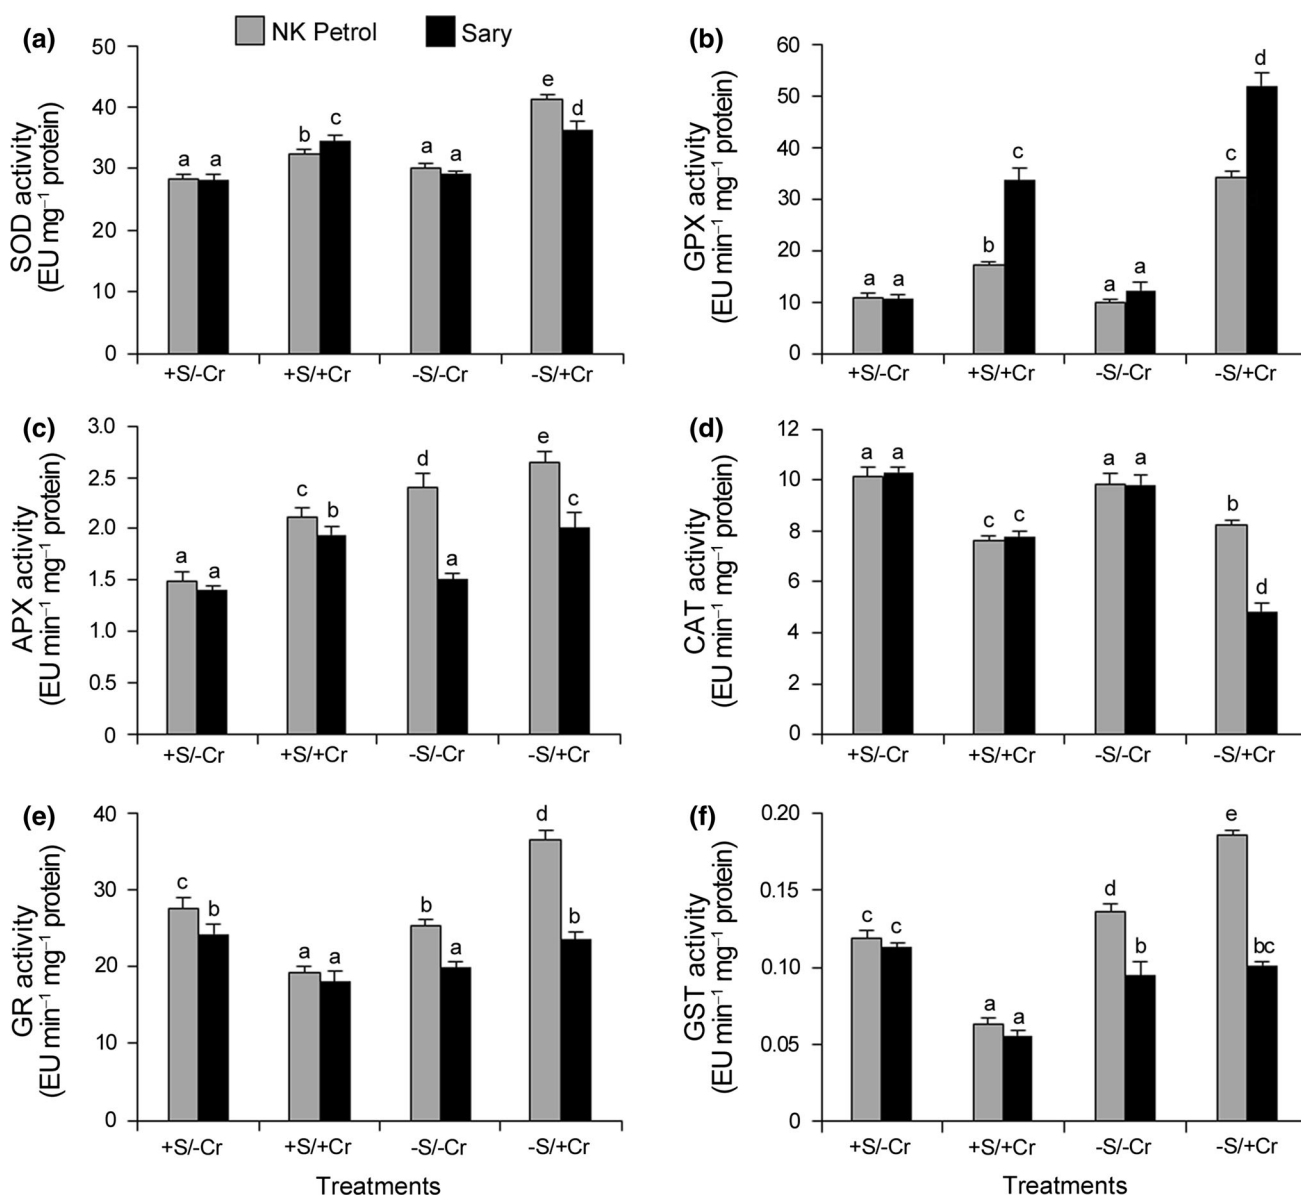 (a)
NK Petrol
Sary
SOD activity
(EU mg⁻¹ protein)
50
40
30
20
10
0
a a
b c
a a
e d
+S/-Cr +S/+Cr -S/-Cr -S/+Cr
(b)
GPX activity
(EU min⁻¹ mg⁻¹ protein)
60
50
40
30
20
10
0
a a
b c
a a
c d
+S/-Cr +S/+Cr -S/-Cr -S/+Cr
(c)
APX activity
(EU min⁻¹ mg⁻¹ protein)
3.0
2.5
2.0
1.5
1.0
0.5
0
a a
c b
d a
e c
+S/-Cr +S/+Cr -S/-Cr -S/+Cr
(d)
CAT activity
(EU min⁻¹ mg⁻¹ protein)
12
10
8
6
4
2
0
a a
c c
a a
b d
+S/-Cr +S/+Cr -S/-Cr -S/+Cr
(e)
GR activity
(EU min⁻¹ mg⁻¹ protein)
40
30
20
10
0
c b
a a
b a
d b
+S/-Cr +S/+Cr -S/-Cr -S/+Cr
Treatments
(f)
GST activity
(EU min⁻¹ mg⁻¹ protein)
0.20
0.15
0.10
0.05
0
c c
a a
d b
e bc
+S/-Cr +S/+Cr -S/-Cr -S/+Cr
Treatments